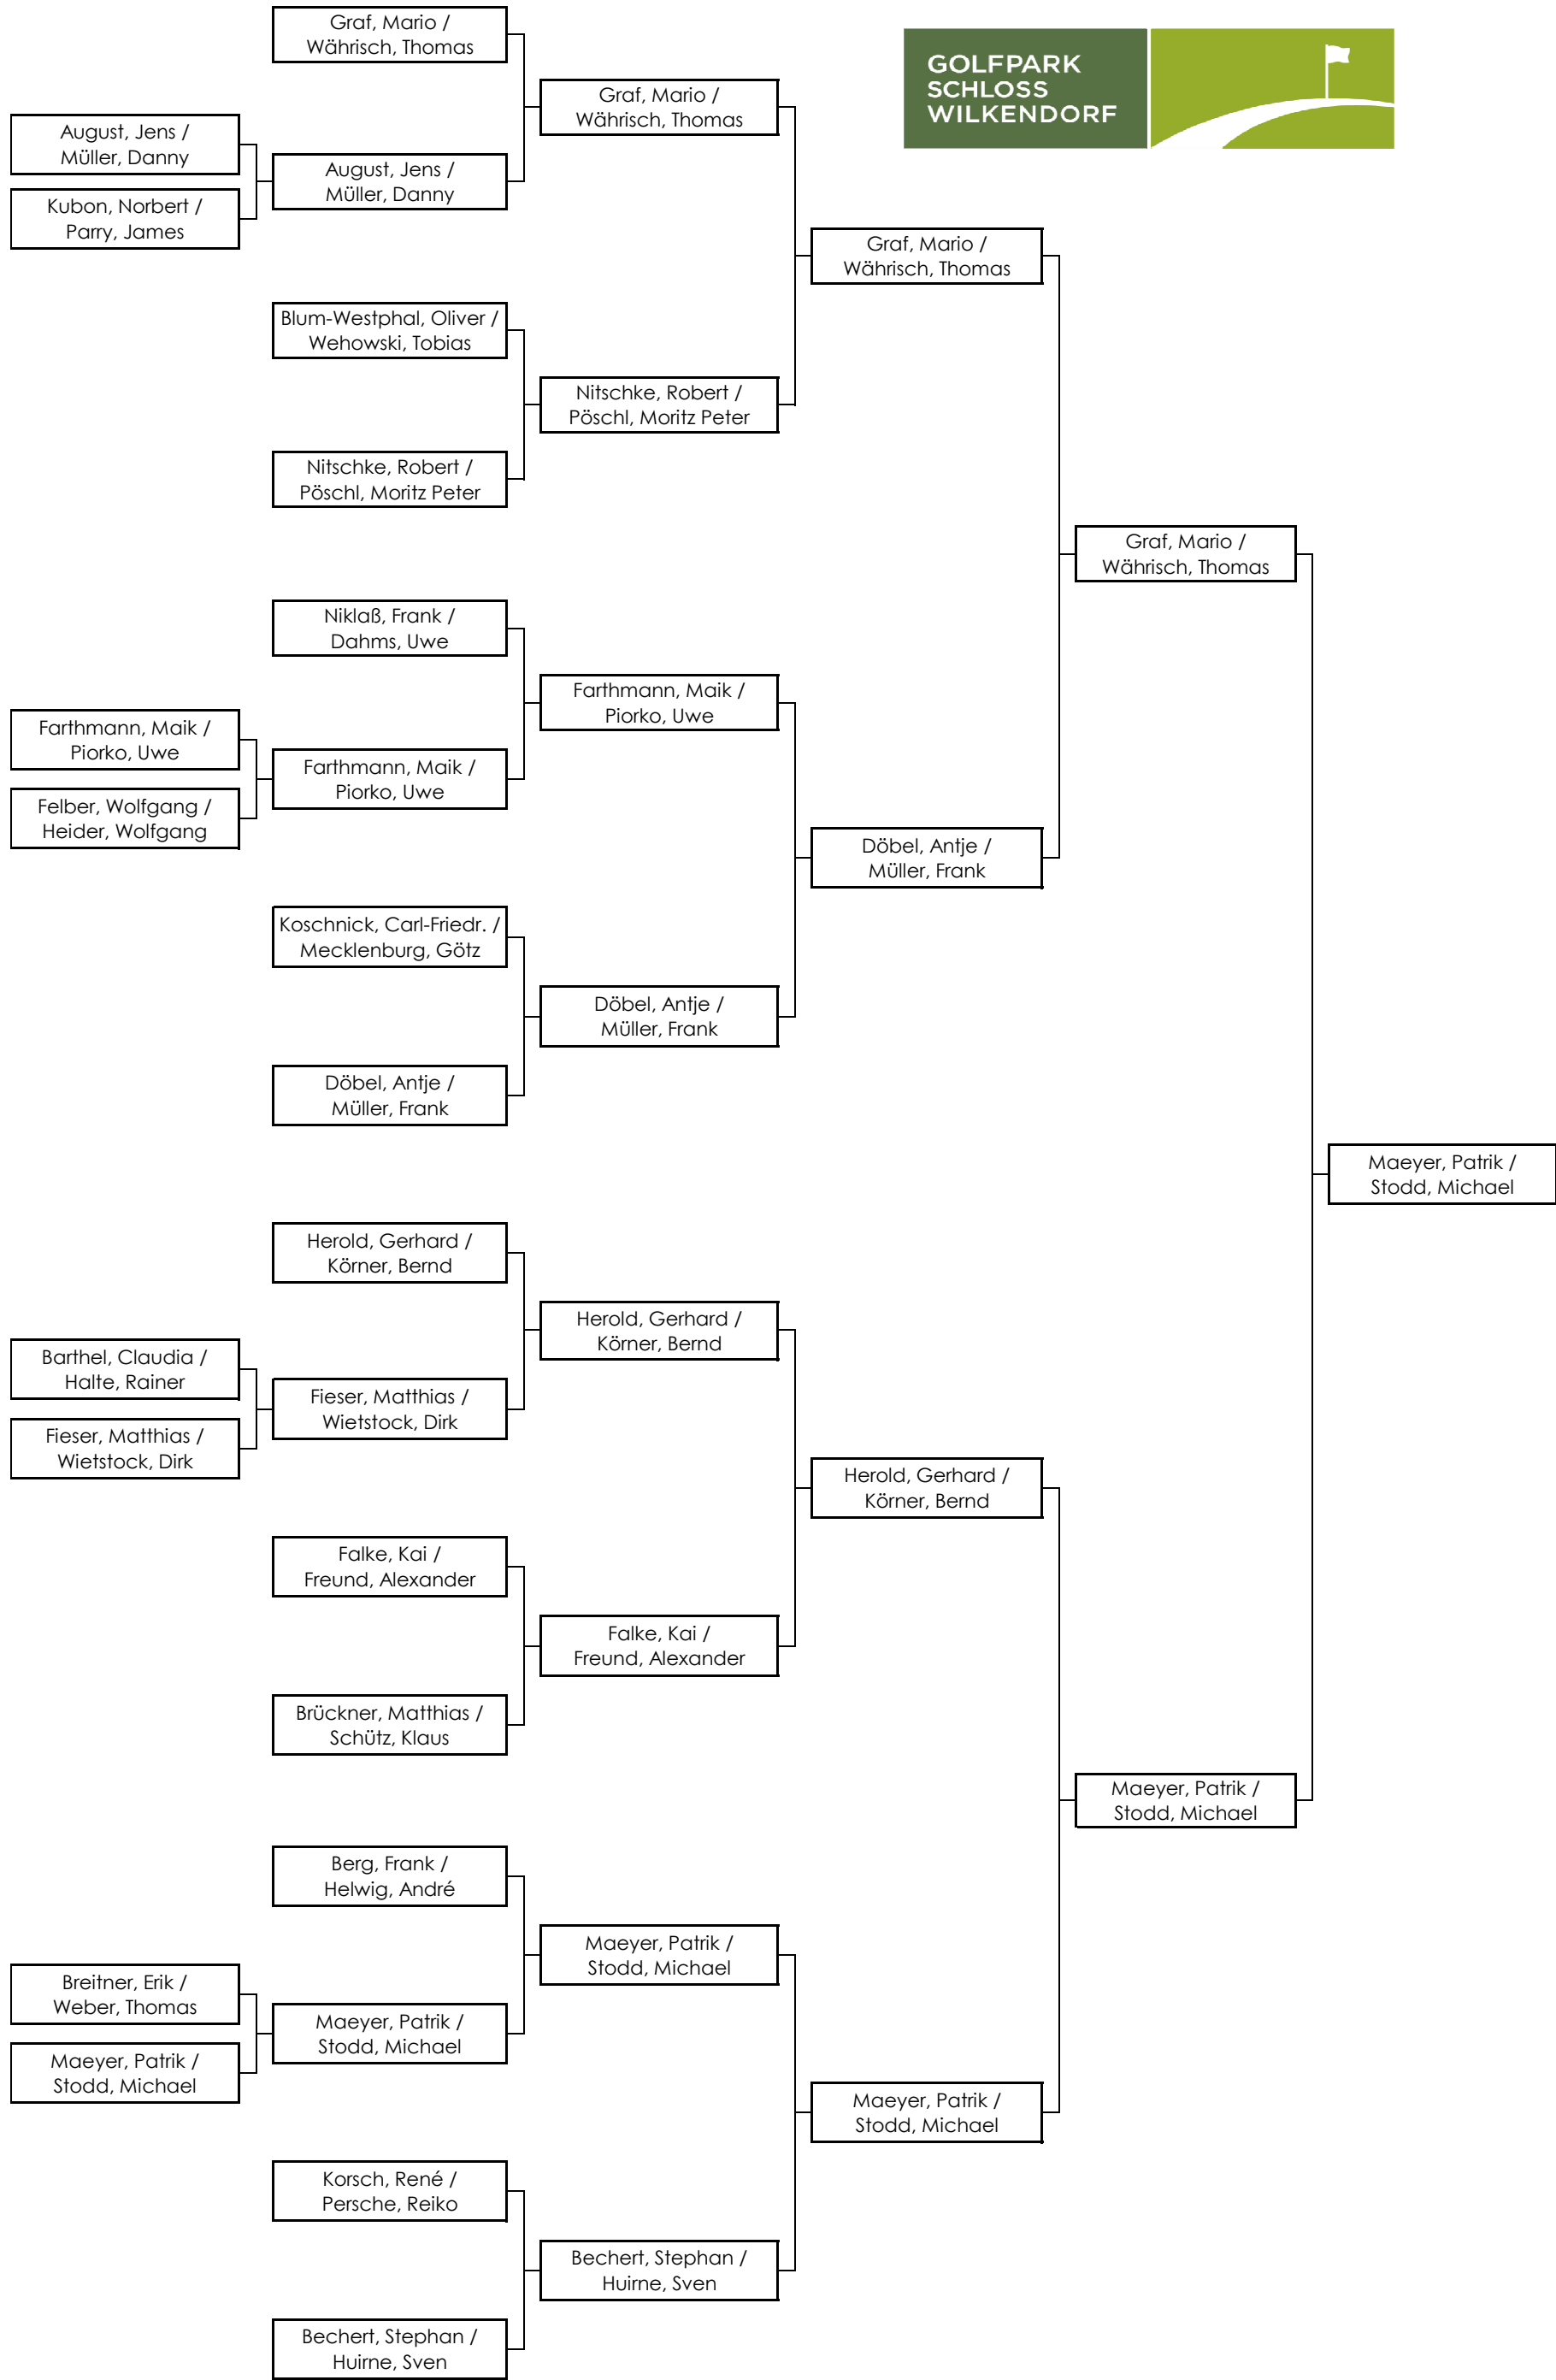 Graf, Mario /
Währisch, Thomas
GOLFPARK
SCHLOSS
WILKENDORF
Graf, Mario /
Währisch, Thomas
August, Jens /
Müller, Danny
August, Jens /
Müller, Danny
Kubon, Norbert /
Parry, James
Graf, Mario /
Währisch, Thomas
Blum-Westphal, Oliver /
Wehowski, Tobias
Nitschke, Robert /
Pöschl, Moritz Peter
Nitschke, Robert /
Pöschl, Moritz Peter
Graf, Mario /
Währisch, Thomas
Niklaß, Frank /
Dahms, Uwe
Farthmann, Maik /
Piorko, Uwe
Farthmann, Maik /
Piorko, Uwe
Farthmann, Maik /
Piorko, Uwe
Felber, Wolfgang /
Heider, Wolfgang
Döbel, Antje /
Müller, Frank
Koschnick, Carl-Friedr. /
Mecklenburg, Götz
Döbel, Antje /
Müller, Frank
Döbel, Antje /
Müller, Frank
Maeyer, Patrik /
Stodd, Michael
Herold, Gerhard /
Körner, Bernd
Herold, Gerhard /
Körner, Bernd
Barthel, Claudia /
Halte, Rainer
Fieser, Matthias /
Wietstock, Dirk
Fieser, Matthias /
Wietstock, Dirk
Herold, Gerhard /
Körner, Bernd
Falke, Kai /
Freund, Alexander
Falke, Kai /
Freund, Alexander
Brückner, Matthias /
Schütz, Klaus
Maeyer, Patrik /
Stodd, Michael
Berg, Frank /
Helwig, André
Maeyer, Patrik /
Stodd, Michael
Breitner, Erik /
Weber, Thomas
Maeyer, Patrik /
Stodd, Michael
Maeyer, Patrik /
Stodd, Michael
Maeyer, Patrik /
Stodd, Michael
Korsch, René /
Persche, Reiko
Bechert, Stephan /
Huirne, Sven
Bechert, Stephan /
Huirne, Sven